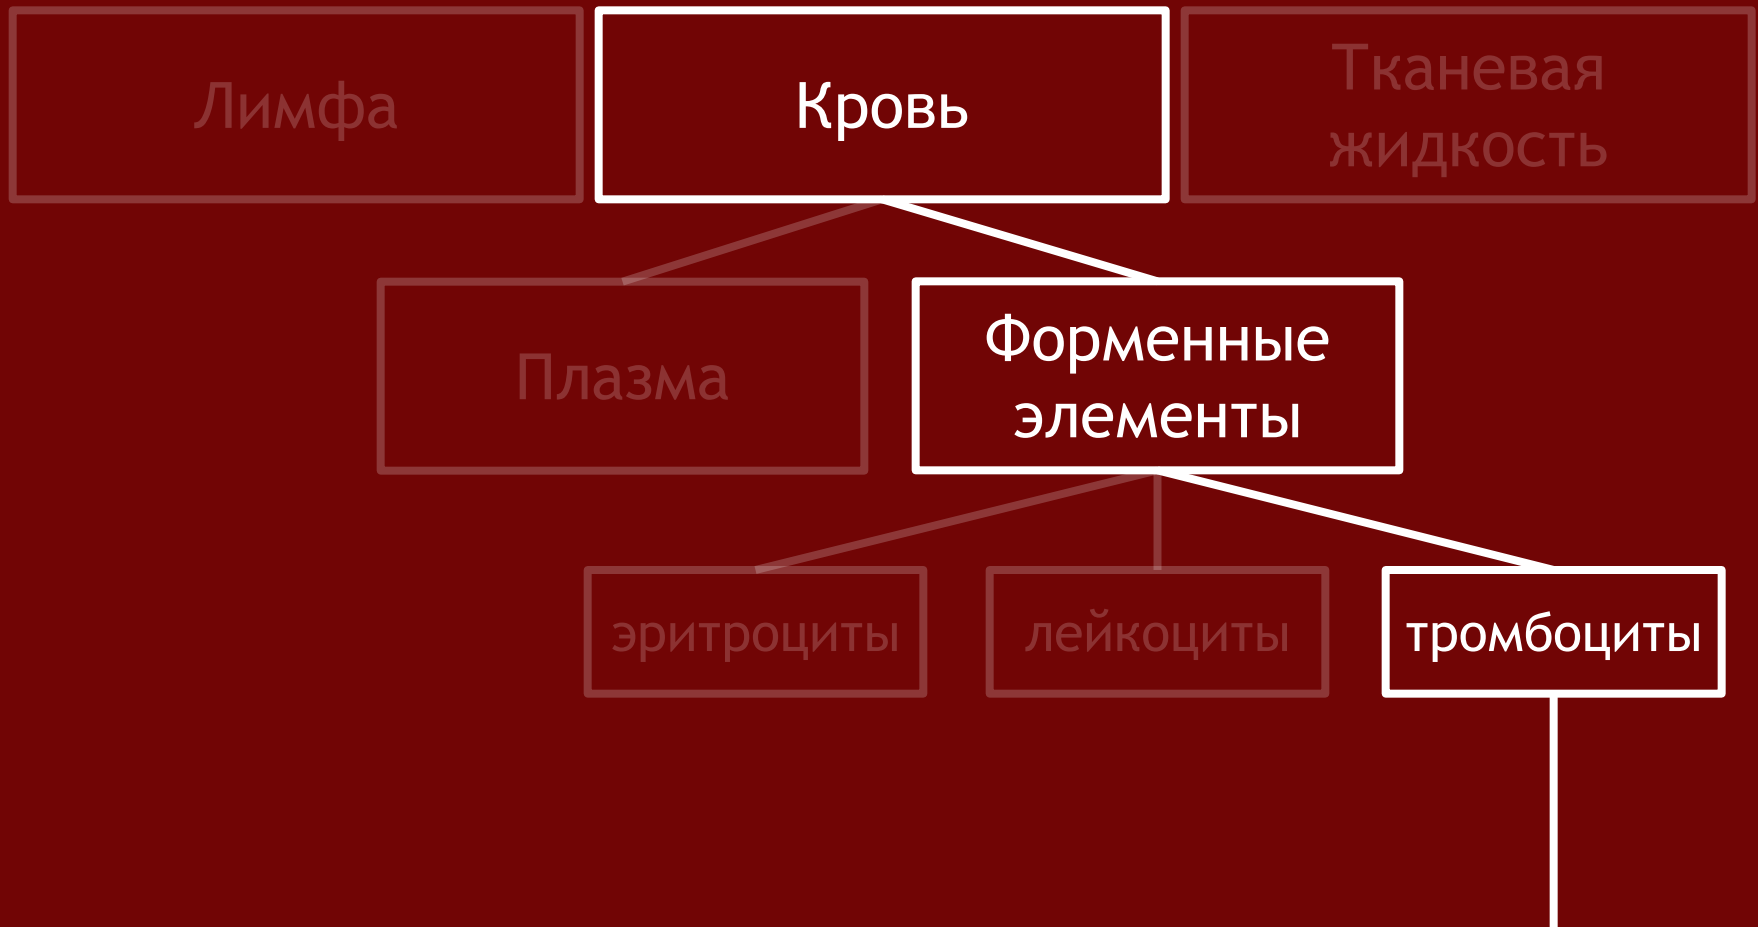 Лимфа
Кровь
Тканевая
жидкость
Плазма
Форменные
элементы
эритроциты
лейкоциты
тромбоциты